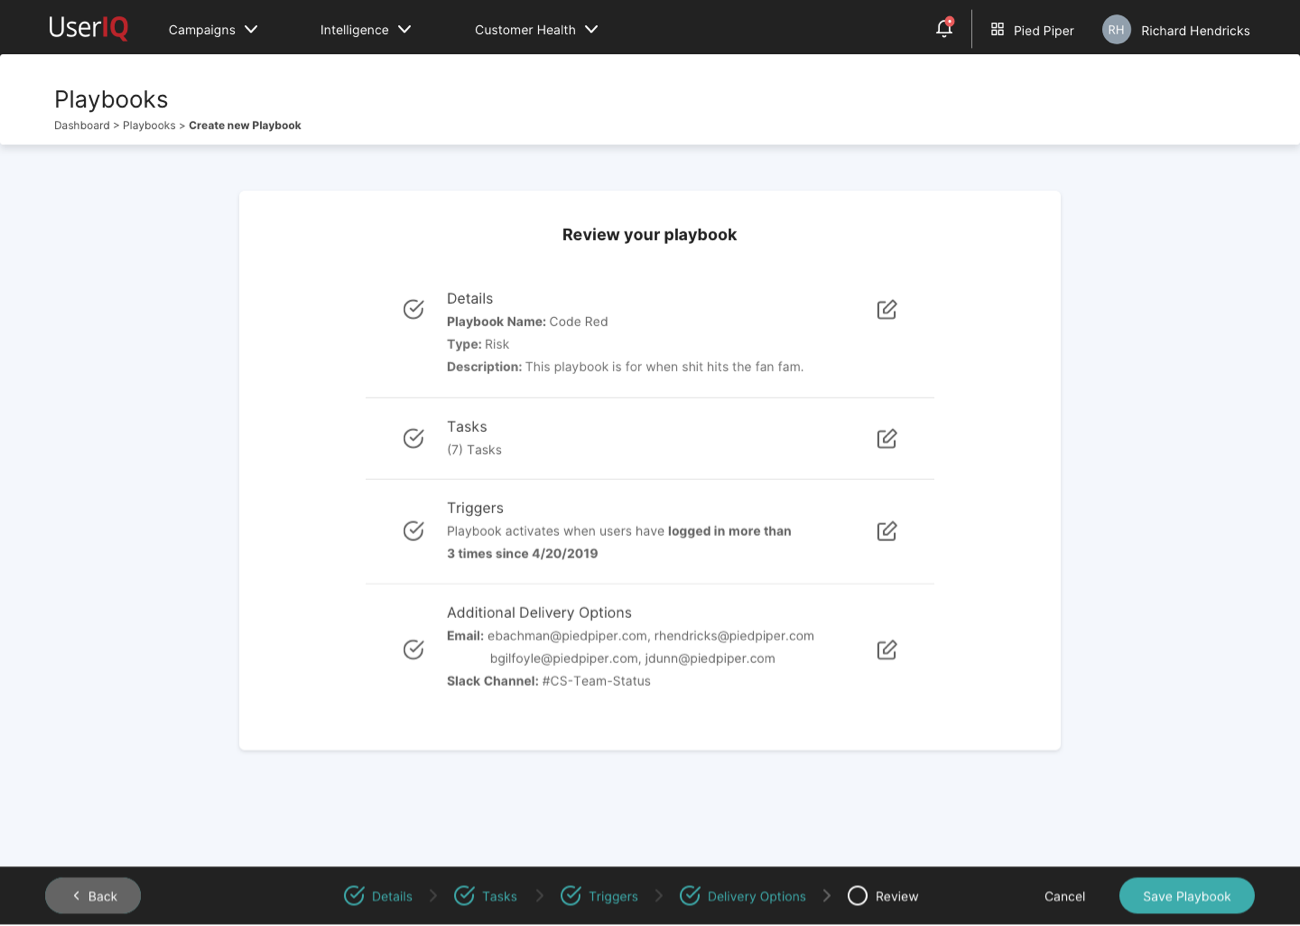 UserIQ Campaigns Intelligence Customer Health Pied Piper RH Richard Hendricks
Playbooks
Dashboard > Playbooks > Create new Playbook
Review your playbook
Details
Playbook Name: Code Red
Type: Risk
Description: This playbook is for when shit hits the fan fam.
Tasks
(7) Tasks
Triggers
Playbook activates when users have logged in more than
3 times since 4/20/2019
Additional Delivery Options
Email: ebachman@piedpiper.com, rhendricks@piedpiper.com
bgilfoyle@piedpiper.com, jdunn@piedpiper.com
Slack Channel: #CS-Team-Status
Back Details Tasks Triggers Delivery Options Review Cancel Save Playbook